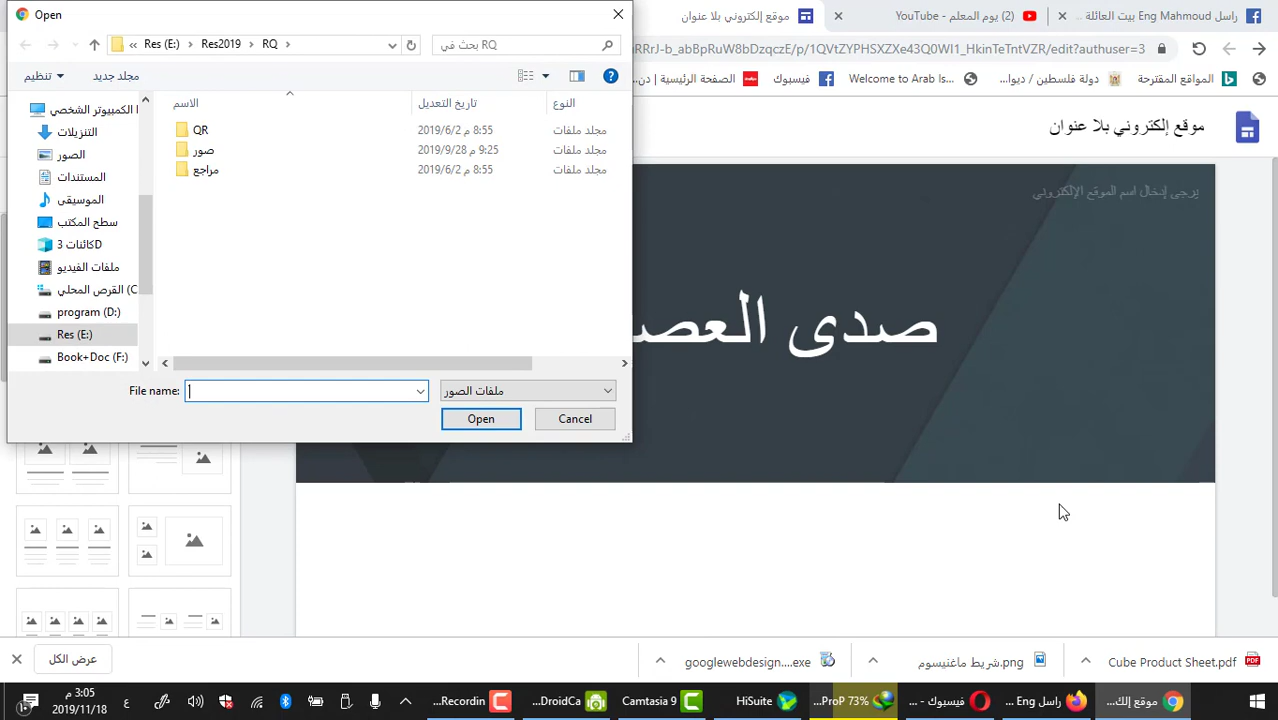 Open
Res (E:) › Res2019 › RQ ›
بحث في RQ
تنظيم
مجلد جديد
الاسم
تاريخ التعديل
النوع
QR
2019/6/2 8:55 م
مجلد ملفات
صور
2019/9/28 9:25 م
مجلد ملفات
مراجع
2019/6/2 8:55 م
مجلد ملفات
الكمبيوتر الشخصي
التنزيلات
الصور
المستندات
الموسيقى
سطح المكتب
كائنات 3D
ملفات الفيديو
القرص المحلي (C
program (D:)
Res (E:)
Book+Doc (F:)
File name:
ملفات الصور
Open
Cancel
موقع إلكتروني بلا عنوان
(2) يوم المعلم - YouTube
راسل Eng Mahmoud بيت العائلة ..
aRRrJ-b_abBpRuW8bDzqczE/p/1QVtZYPHSXZXe43Q0WI1_HkinTeTntVZR/edit?authuser=3
المواقع المقترحة
دولة فلسطين / ديوا...
Welcome to Arab Is...
فيسبوك
الصفحة الرئيسية | دن...
موقع إلكتروني بلا عنوان
يرجى إدخال اسم الموقع الإلكتروني
صدى العص
عرض الكل
googlewebdesign....exe
شريط ماغنيسوم.png
Cube Product Sheet.pdf
3:05 م
2019/11/18
ع
...Recordin
...DroidCa
Camtasia 9
HiSuite
...ProP 73%
فيسبوك - ...
راسل Eng ...
موقع إلك...